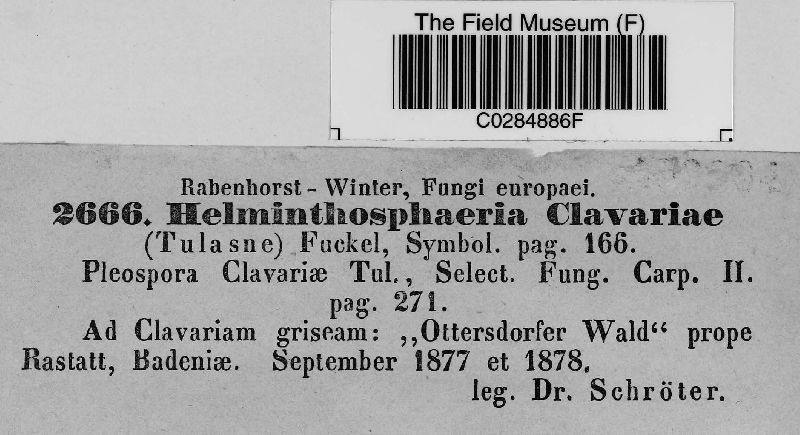 The Field Museum (F)
C0284886F
Rabenhorst - Winter, Fungi europaei.
2666. Helminthosphaeria Clavariae
(Tulasne) Fuckel, Symbol. pag. 166.
Pleospora Clavariæ Tul., Select. Fung. Carp. II.
pag. 271.
Ad Clavariam griseam: ,,Ottersdorfer Wald“ prope
Rastatt, Badeniæ. September 1877 et 1878.
leg. Dr. Schröter.